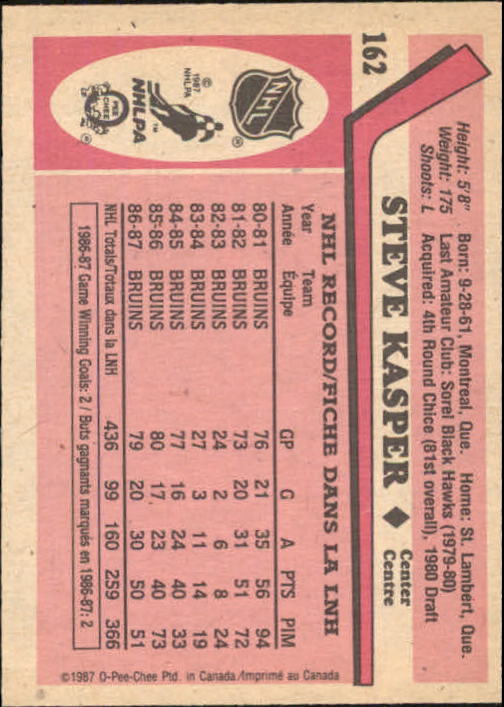 162
Height: 5'8" Born: 9-28-61, Montreal, Que. Home: St. Lambert, Que.
Weight: 175 Last Amateur Club: Sorel Black Hawks (1979-80)
Shoots: L Acquired: 4th Round Chice (81st overall), 1980 Draft
STEVE KASPER ◆ Center
Centre
NHL RECORD/FICHE DANS LA LNH
Year Team GP G A PTS PIM
Année Équipe
80-81 BRUINS 76 21 35 56 94
81-82 BRUINS 73 20 31 51 72
82-83 BRUINS 24 2 6 8 24
83-84 BRUINS 27 3 11 14 19
84-85 BRUINS 77 16 24 40 33
85-86 BRUINS 80 17 23 40 73
86-87 BRUINS 79 20 30 50 51
NHL Totals/Totaux dans la LNH 436 99 160 259 366
1986-87 Game Winning Goals: 2 / Buts gagnants marqués en 1986-87: 2
NHL
®
© 1987 NHLPA
TM
NHLPA
O PEE CHEE
®
©1987 O-Pee-Chee Ptd. in Canada/Imprimé au Canada